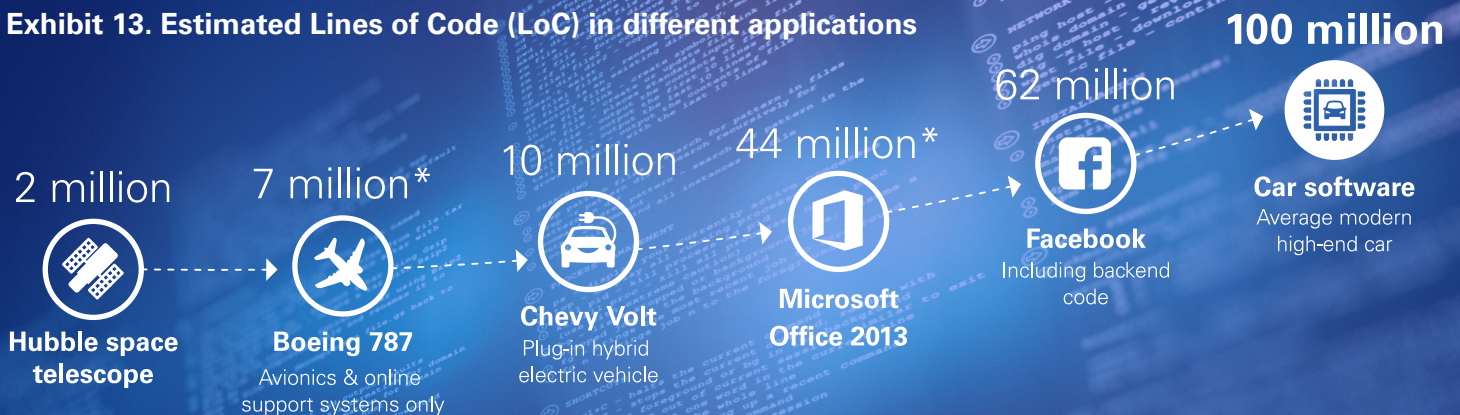 Exhibit 13. Estimated Lines of Code (LoC) in different applications
2 million
Hubble space
telescope
7 million*
Boeing 787
Avionics & online
support systems only
10 million
Chevy Volt
Plug-in hybrid
electric vehicle
44 million*
Microsoft
Office 2013
62 million
Facebook
Including backend
code
100 million
Car software
Average modern
high-end car